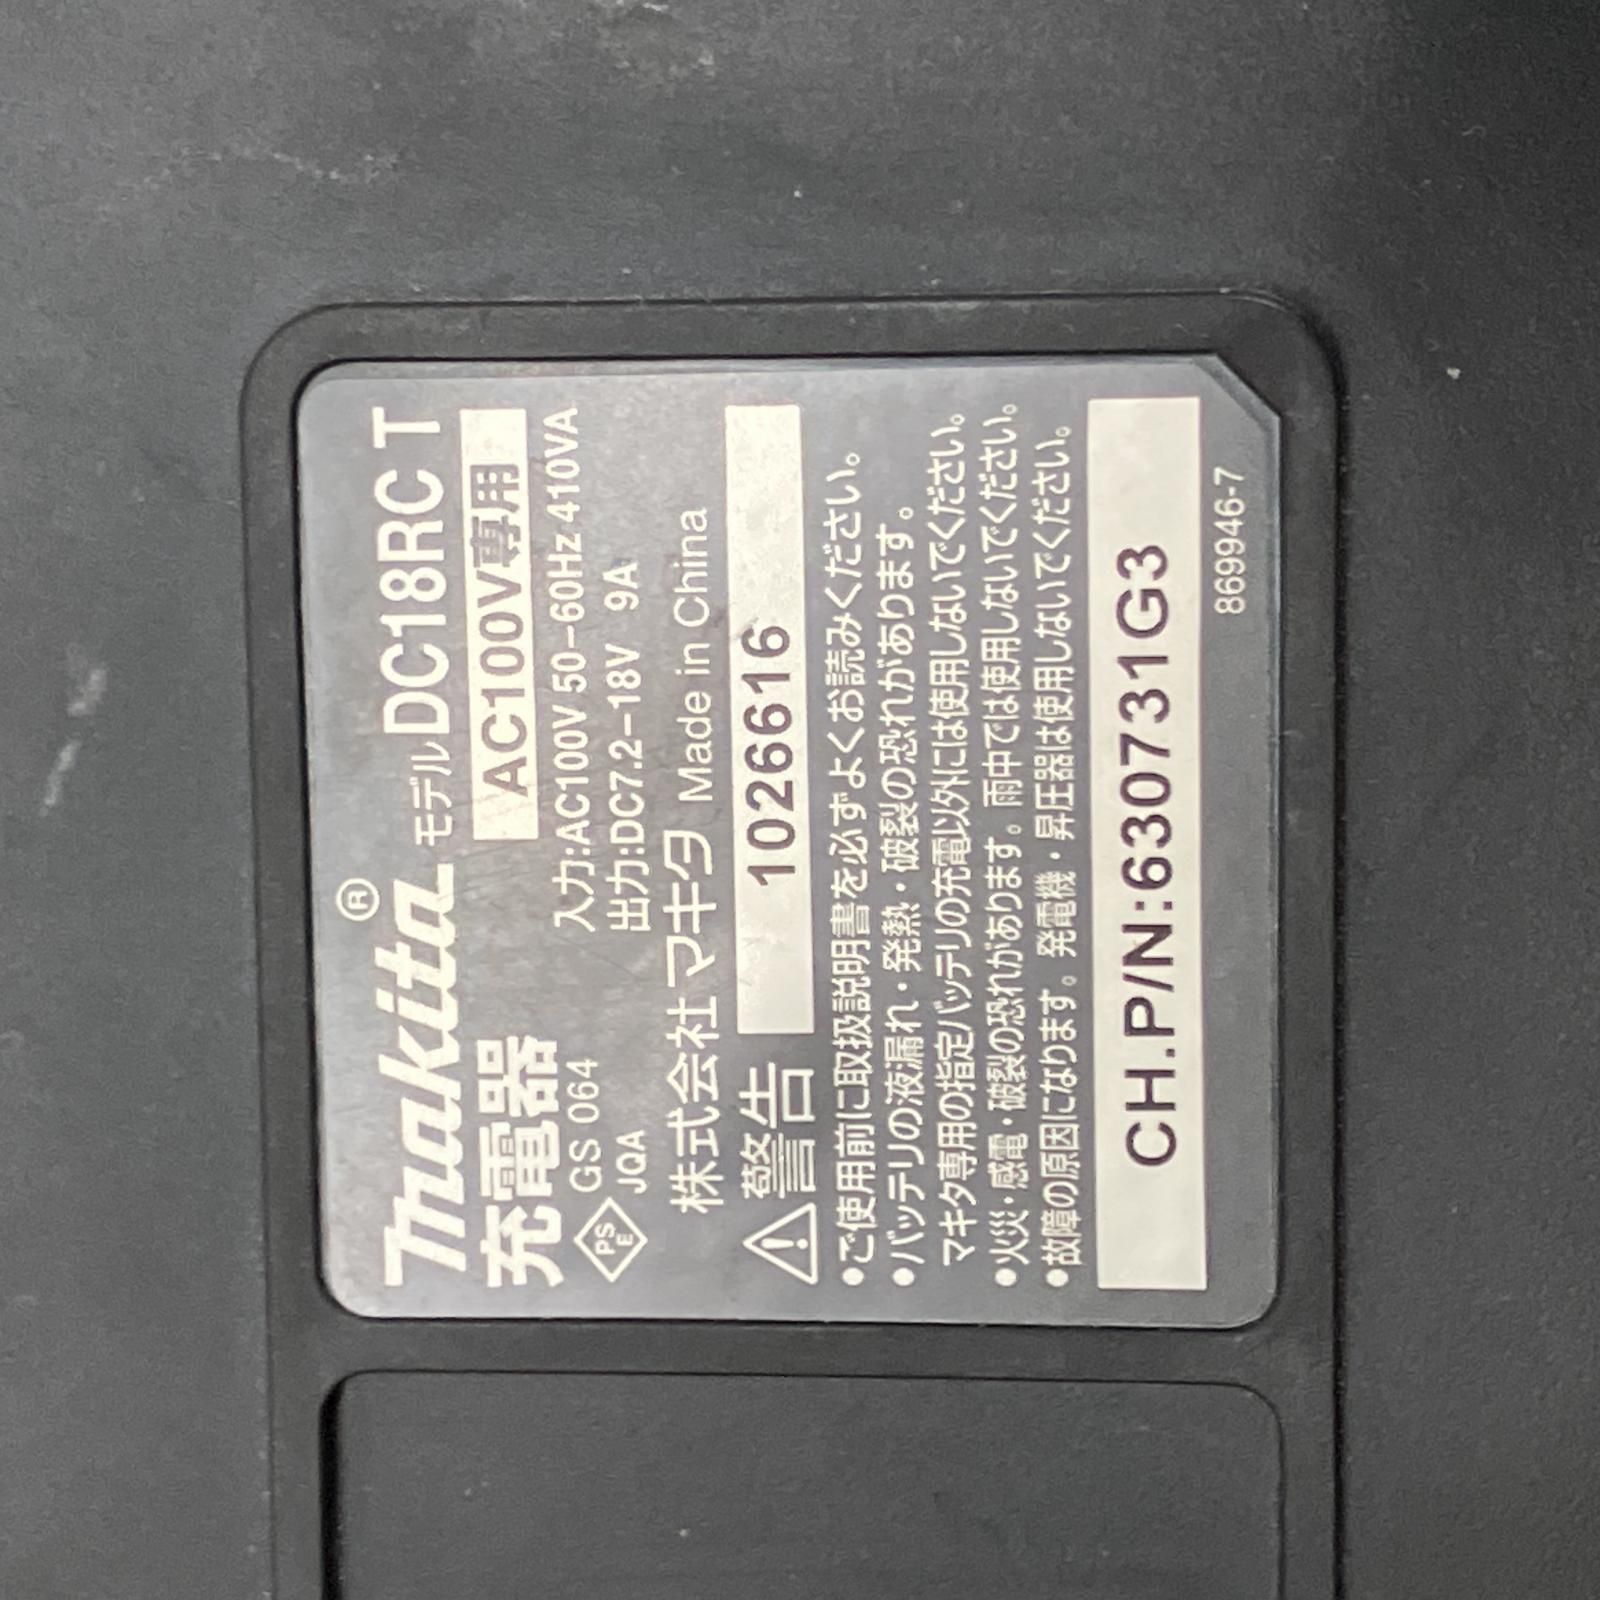 makita® モデル DC18RC T
充電器 AC100V専用
GS 064 入力:AC100V 50-60Hz 410VA
PSE JQA 出力:DC7.2-18V 9A
株式会社マキタ Made in China
警告 1026616
●ご使用前に取扱説明書を必ずよくお読みください。
●バッテリの液漏れ・発熱・破裂の恐れがあります。
マキタ専用の指定バッテリの充電以外には使用しないでください。
●火災・感電・破裂の恐れがあります。雨中では使用しないでください。
●故障の原因になります。発電機・昇圧器は使用しないでください。
CH.P/N:630731G3
869946-7